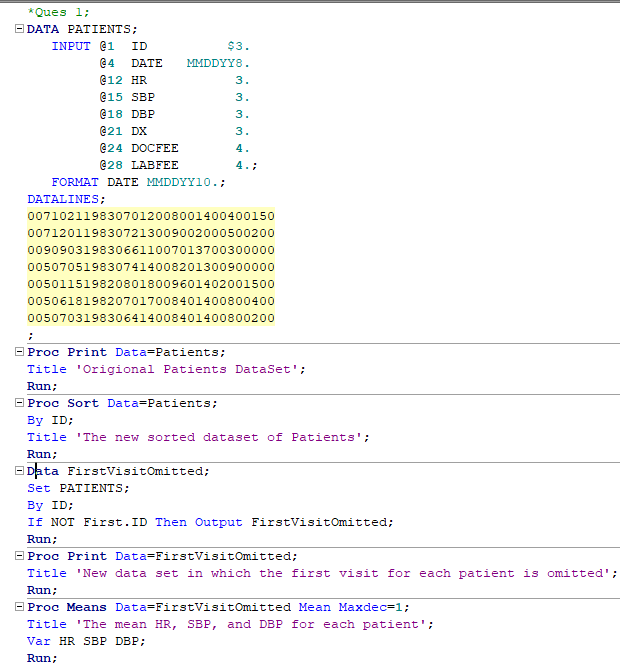 *Ques 1;
DATA PATIENTS;
INPUT @1 ID $3.
@4 DATE MMDDYY8.
@12 HR 3.
@15 SBP 3.
@18 DBP 3.
@21 DX 3.
@24 DOCFEE 4.
@28 LABFEE 4.;
FORMAT DATE MMDDYY10.;
DATALINES;
0071021198307012008001400400150
0071201198307213009002000500200
0090903198306611007013700300000
0050705198307414008201300900000
0050115198208018009601402001500
0050618198207017008401400800400
0050703198306414008401400800200
;
Proc Print Data=Patients;
Title 'Origional Patients DataSet';
Run;
Proc Sort Data=Patients;
By ID;
Title 'The new sorted dataset of Patients';
Run;
Data FirstVisitOmitted;
Set PATIENTS;
By ID;
If NOT First.ID Then Output FirstVisitOmitted;
Run;
Proc Print Data=FirstVisitOmitted;
Title 'New data set in which the first visit for each patient is omitted';
Run;
Proc Means Data=FirstVisitOmitted Mean Maxdec=1;
Title 'The mean HR, SBP, and DBP for each patient';
Var HR SBP DBP;
Run;